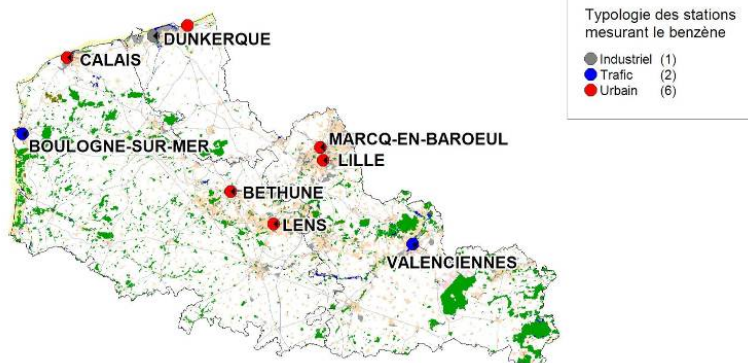 Typologie des stations
mesurant le benzène
Industriel (1)
Trafic (2)
Urbain (6)
DUNKERQUE
CALAIS
MARCQ-EN-BAROEUL
BOULOGNE-SUR-MER
LILLE
BETHUNE
LENS
VALENCIENNES